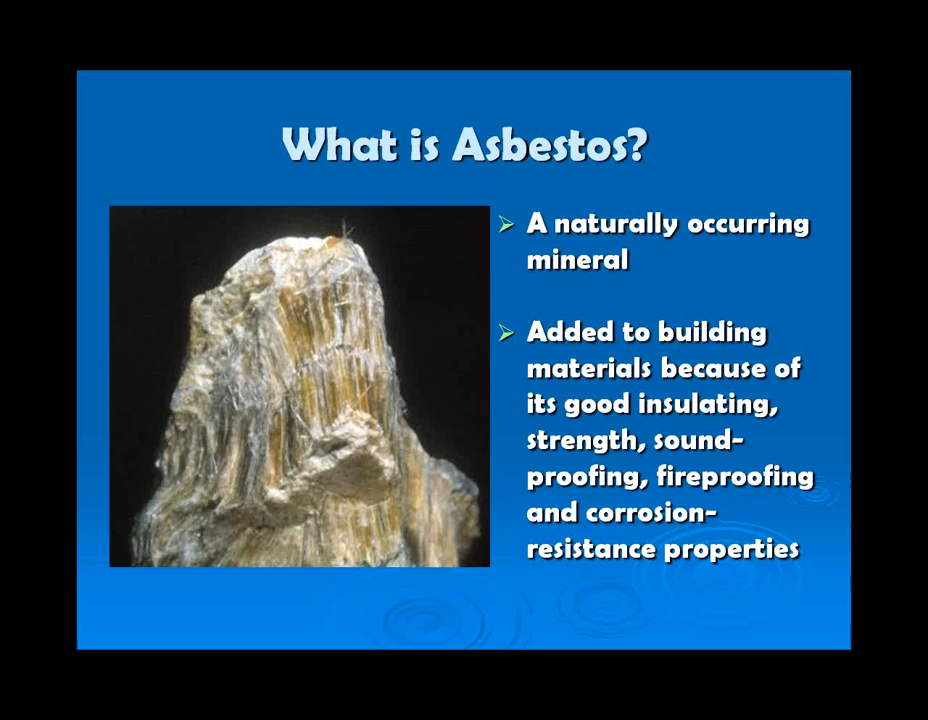 What is Asbestos?
A naturally occurring
mineral
Added to building
materials because of
its good insulating,
strength, sound-
proofing, fireproofing
and corrosion-
resistance properties